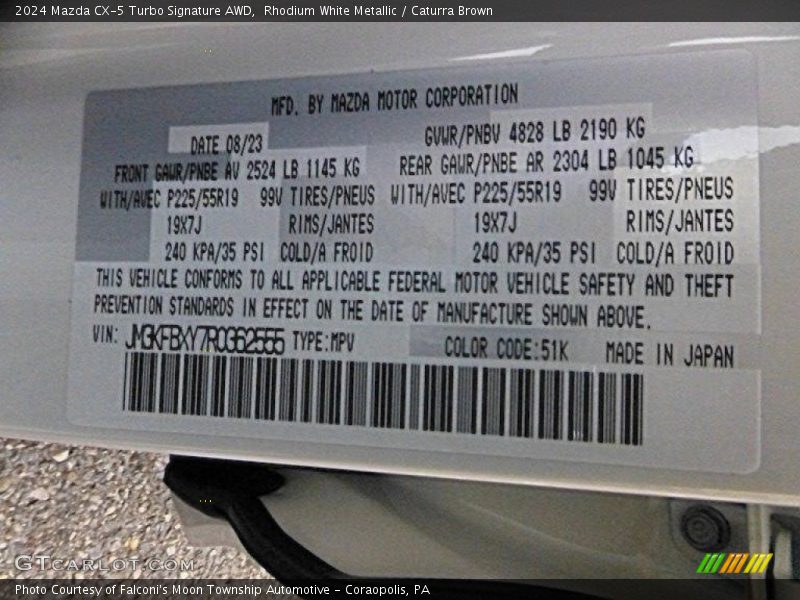 2024 Mazda CX-5 Turbo Signature AWD,  Rhodium White Metallic / Caturra Brown
MFD. BY MAZDA MOTOR CORPORATION
DATE 08/23 GVWR/PNBV 4828 LB 2190 KG
FRONT GAWR/PNBE AV 2524 LB 1145 KG REAR GAWR/PNBE AR 2304 LB 1045 KG
WITH/AVEC P225/55R19 99V TIRES/PNEUS WITH/AVEC P225/55R19 99V TIRES/PNEUS
19X7J RIMS/JANTES 19X7J RIMS/JANTES
240 KPA/35 PSI COLD/A FROID 240 KPA/35 PSI COLD/A FROID
THIS VEHICLE CONFORMS TO ALL APPLICABLE FEDERAL MOTOR VEHICLE SAFETY AND THEFT
PREVENTION STANDARDS IN EFFECT ON THE DATE OF MANUFACTURE SHOWN ABOVE.
VIN: JM3KFBXY7R0362555 TYPE:MPV COLOR CODE:51K MADE IN JAPAN
GTCARLOT.COM
Photo Courtesy of Falconi's Moon Township Automotive - Coraopolis, PA